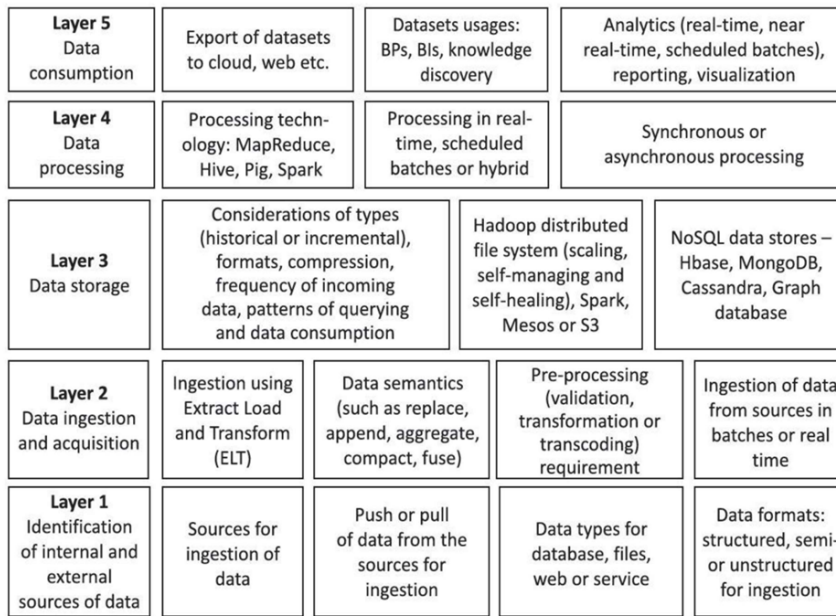 Layer 5
Data
consumption
Export of datasets
to cloud, web etc.
Datasets usages:
BPs, BIs, knowledge
discovery
Analytics (real-time, near
real-time, scheduled batches),
reporting, visualization
Layer 4
Data
processing
Processing techn-
ology: MapReduce,
Hive, Pig, Spark
Processing in real-
time, scheduled
batches or hybrid
Synchronous or
asynchronous processing
Layer 3
Data storage
Considerations of types
(historical or incremental),
formats, compression,
frequency of incoming
data, patterns of querying
and data consumption
Hadoop distributed
file system (scaling,
self-managing and
self-healing), Spark,
Mesos or S3
NoSQL data stores –
Hbase, MongoDB,
Cassandra, Graph
database
Layer 2
Data ingestion
and acquisition
Ingestion using
Extract Load
and Transform
(ELT)
Data semantics
(such as replace,
append, aggregate,
compact, fuse)
Pre-processing
(validation,
transformation or
transcoding)
requirement
Ingestion of data
from sources in
batches or real
time
Layer 1
Identification
of internal and
external
sources of data
Sources for
ingestion of
data
Push or pull
of data from the
sources for
ingestion
Data types for
database, files,
web or service
Data formats:
structured, semi-
or unstructured
for ingestion